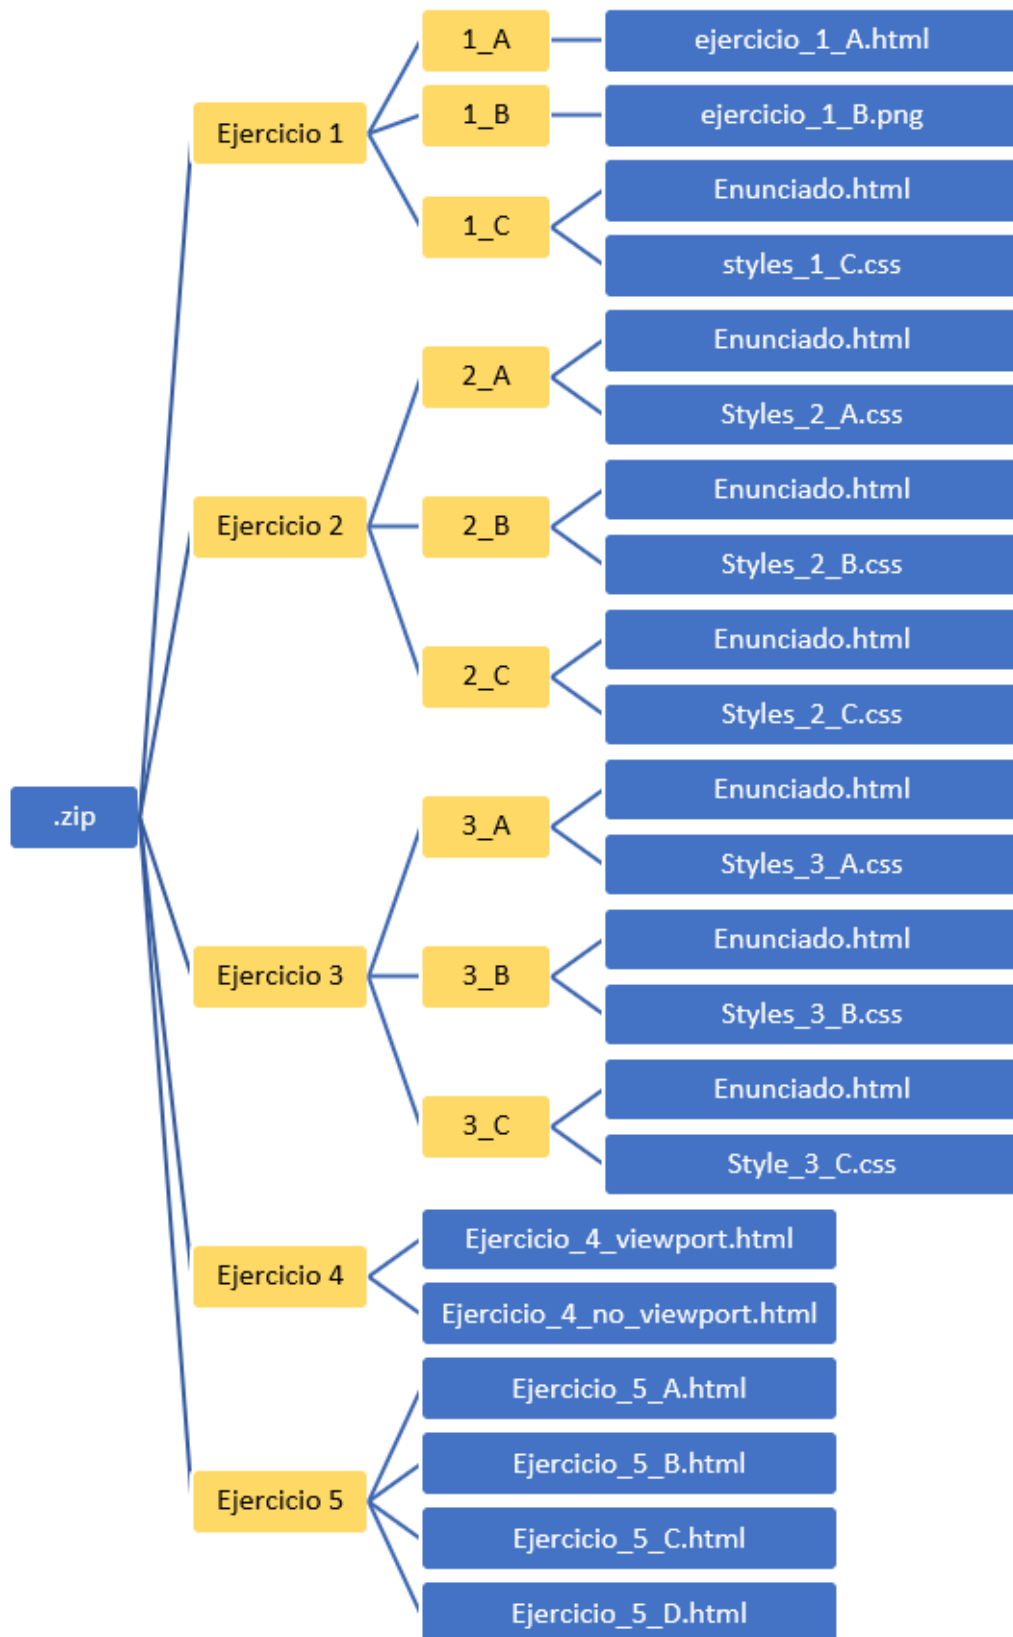 .zip
Ejercicio 1
1_A
ejercicio_1_A.html
1_B
ejercicio_1_B.png
1_C
Enunciado.html
styles_1_C.css
Ejercicio 2
2_A
Enunciado.html
Styles_2_A.css
2_B
Enunciado.html
Styles_2_B.css
2_C
Enunciado.html
Styles_2_C.css
Ejercicio 3
3_A
Enunciado.html
Styles_3_A.css
3_B
Enunciado.html
Styles_3_B.css
3_C
Enunciado.html
Style_3_C.css
Ejercicio 4
Ejercicio_4_viewport.html
Ejercicio_4_no_viewport.html
Ejercicio 5
Ejercicio_5_A.html
Ejercicio_5_B.html
Ejercicio_5_C.html
Ejercicio_5_D.html